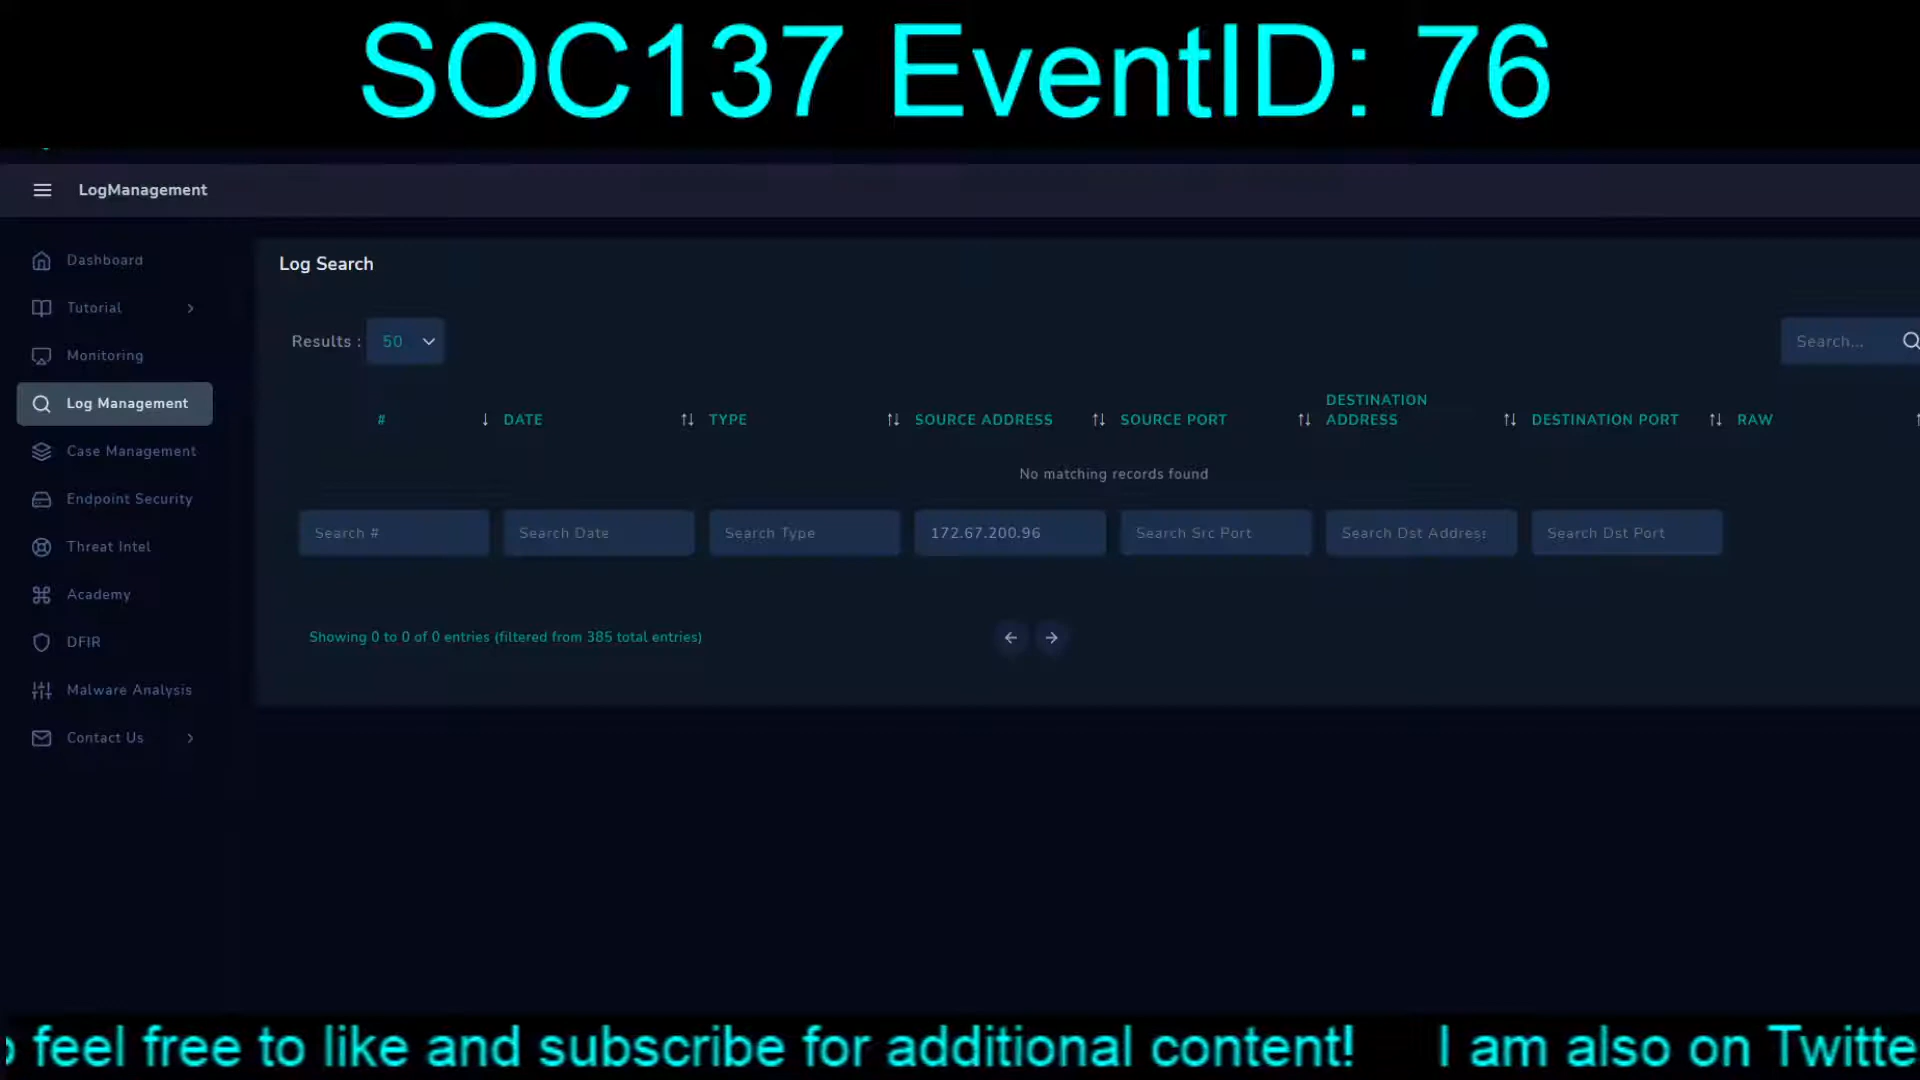 SOC137 EventID: 76
LogManagement
Dashboard
Tutorial
Monitoring
Log Management
Case Management
Endpoint Security
Threat Intel
Academy
DFIR
Malware Analysis
Contact Us
Log Search
Results : 50
Search...
# DATE TYPE SOURCE ADDRESS SOURCE PORT DESTINATION ADDRESS DESTINATION PORT RAW
No matching records found
Search # Search Date Search Type 172.67.200.96 Search Src Port Search Dst Address Search Dst Port
Showing 0 to 0 of 0 entries (filtered from 385 total entries)
feel free to like and subscribe for additional content! I am also on Twitte